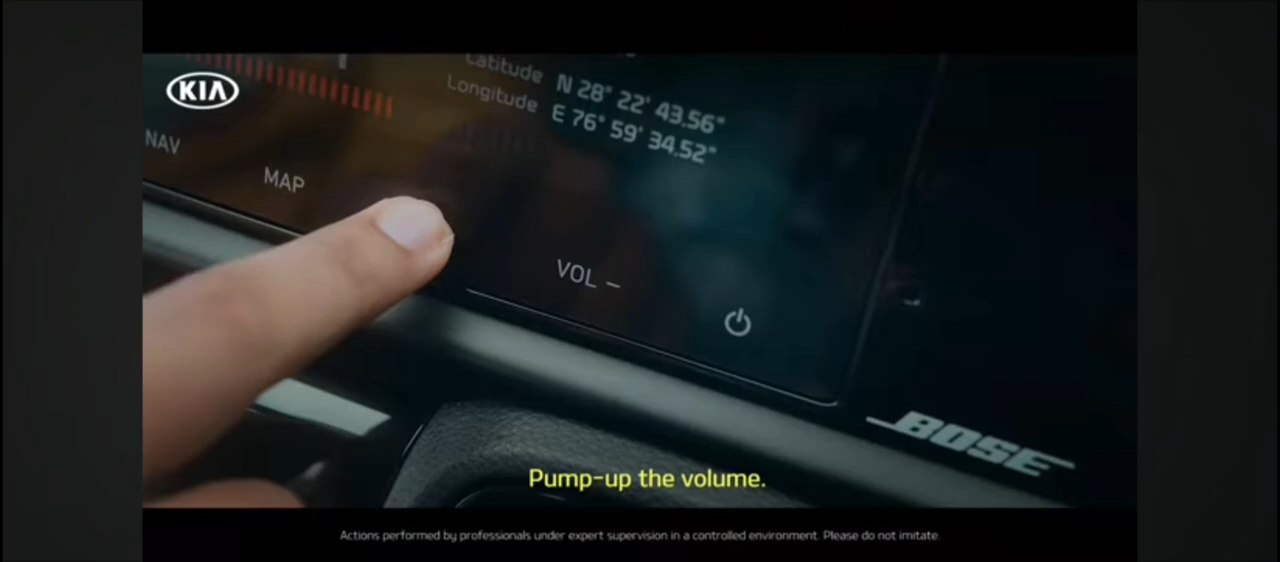 KIA
Latitude N 28° 22' 43.56"
Longitude E 76° 59' 34.52"
NAV
MAP
VOL –
BOSE
Pump-up the volume.
Actions performed by professionals under expert supervision in a controlled environment. Please do not imitate.